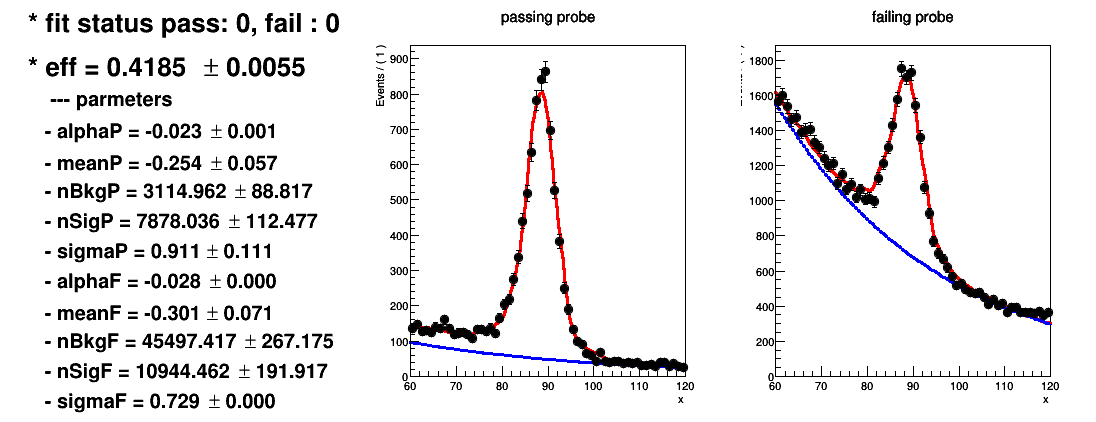 * fit status pass: 0, fail : 0
* eff = 0.4185 ± 0.0055
--- parmeters
- alphaP = -0.023 ± 0.001
- meanP = -0.254 ± 0.057
- nBkgP = 3114.962 ± 88.817
- nSigP = 7878.036 ± 112.477
- sigmaP = 0.911 ± 0.111
- alphaF = -0.028 ± 0.000
- meanF = -0.301 ± 0.071
- nBkgF = 45497.417 ± 267.175
- nSigF = 10944.462 ± 191.917
- sigmaF = 0.729 ± 0.000
passing probe
Events / ( 1 )
900
800
700
600
500
400
300
200
100
0
60 70 80 90 100 110 120
x
failing probe
1800
1600
1400
1200
1000
800
600
400
200
0
60 70 80 90 100 110 120
x